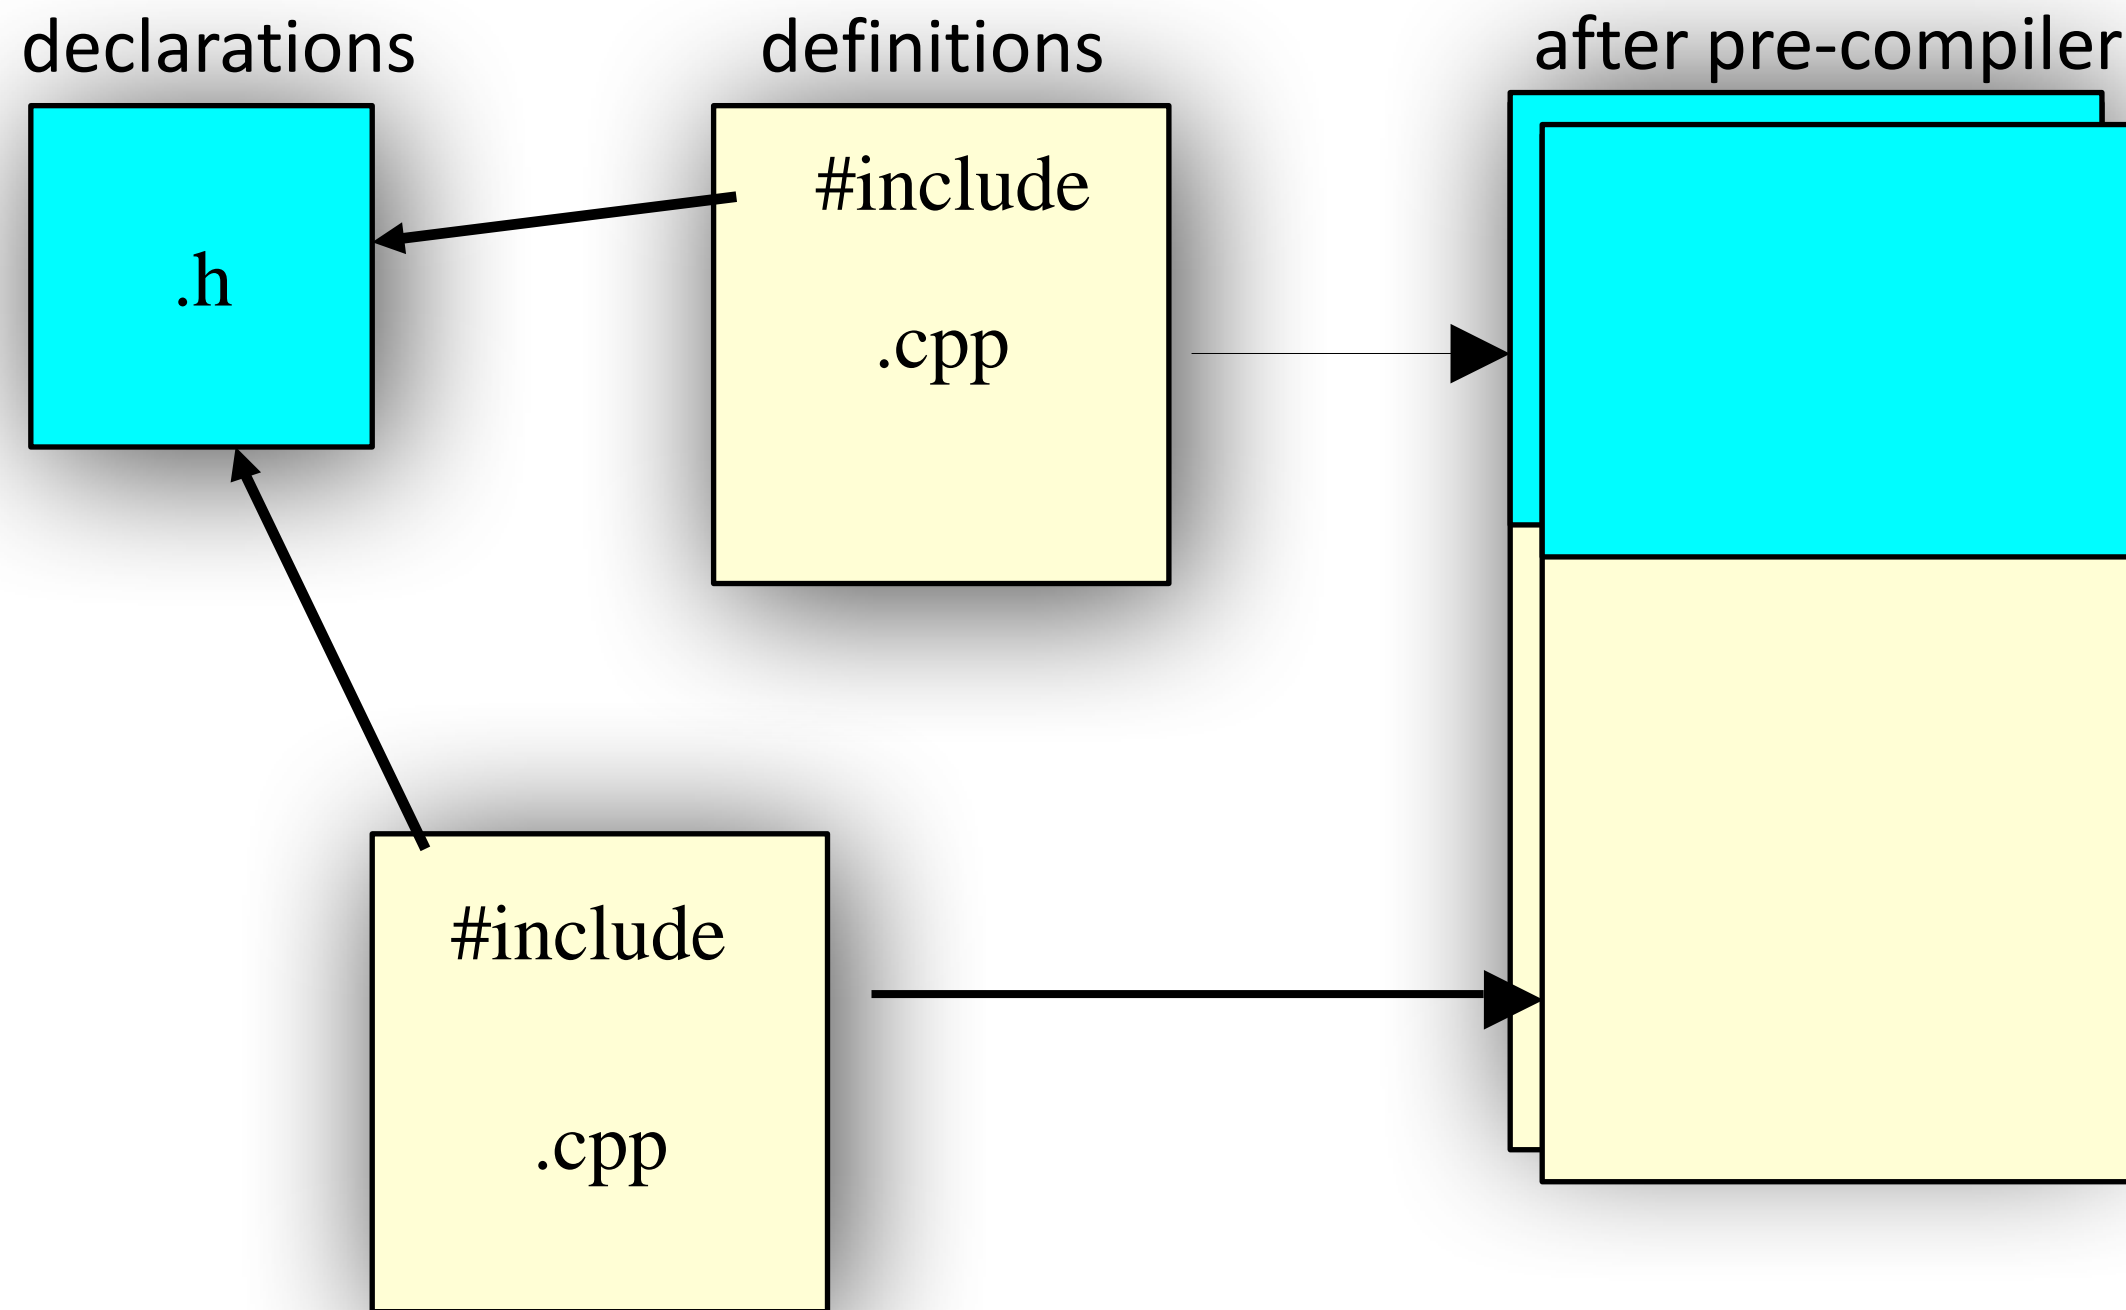 declarations
definitions
after pre-compiler
.h
#include
.cpp
#include
.cpp